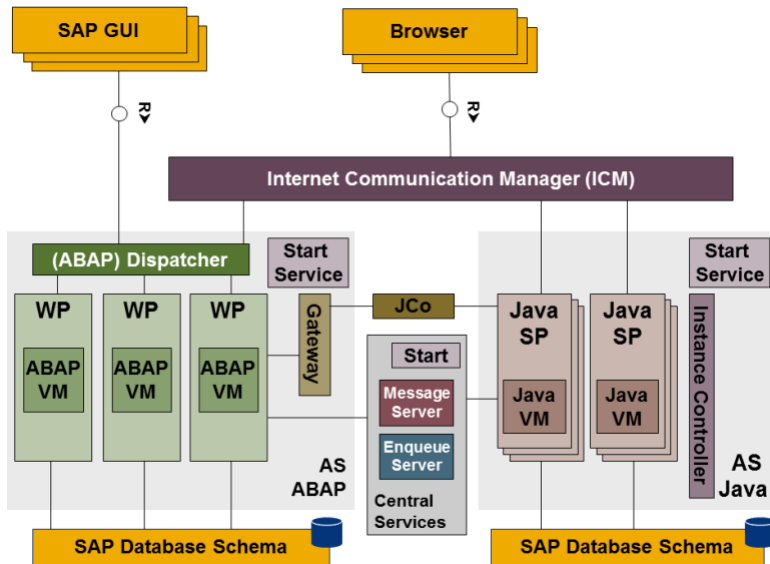 SAP GUI
Browser
R
R
Internet Communication Manager (ICM)
(ABAP) Dispatcher
Start
Service
Start
Service
WP
WP
WP
Gateway
JCo
Java
SP
Java
SP
Instance Controller
ABAP
VM
ABAP
VM
ABAP
VM
Start
Message
Server
Java
VM
Java
VM
Enqueue
Server
AS
ABAP
Central
Services
AS
Java
SAP Database Schema
SAP Database Schema